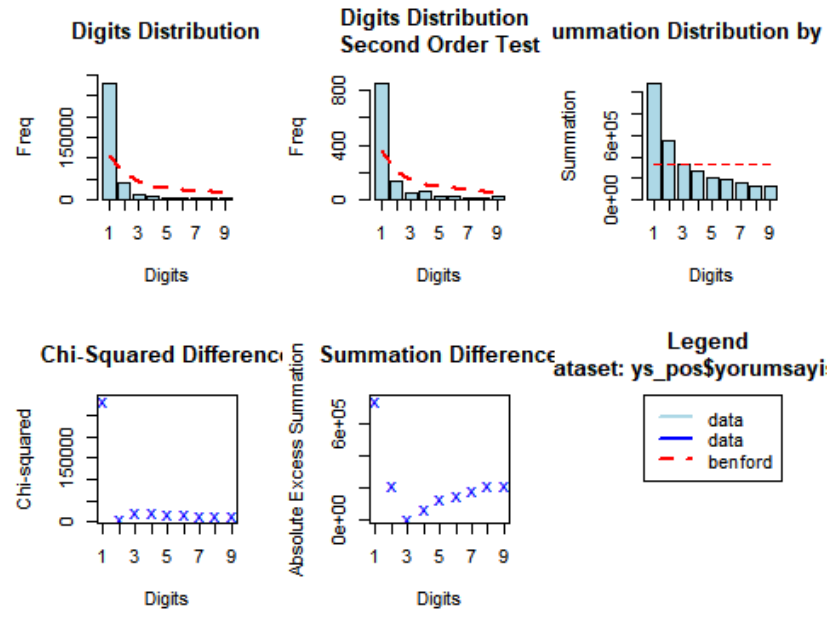 Digits Distribution
Freq
0
150000
1 3 5 7 9
Digits
Digits Distribution
Second Order Test
Freq
0
400
800
1 3 5 7 9
Digits
ummation Distribution by
Summation
0e+00
6e+05
1 3 5 7 9
Digits
Chi-Squared Difference
Chi-squared
0
150000
1 3 5 7 9
Digits
Summation Difference
Absolute Excess Summation
0e+00
6e+05
1 3 5 7 9
Digits
Legend
ataset: ys_pos$yorumsayis
data
data
benford